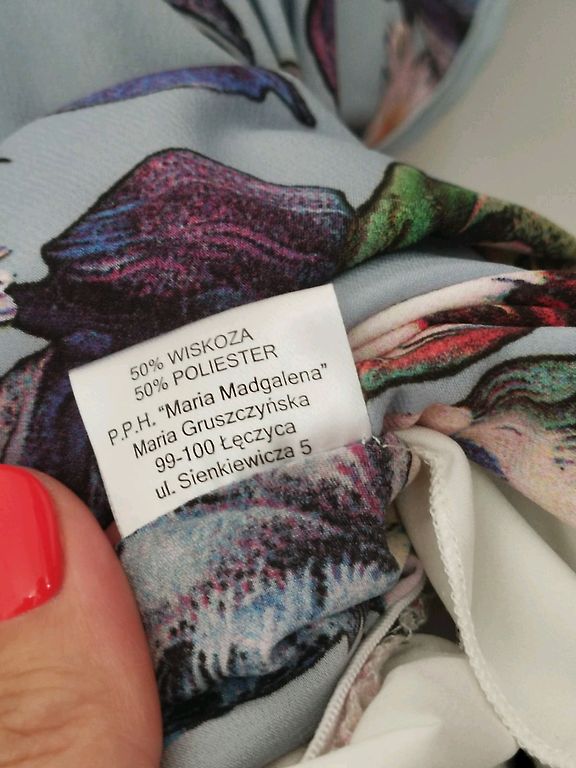 50% WISKOZA
50% POLIESTER
P.P.H. “Maria Madgalena”
Maria Gruszczyńska
99-100 Łęczyca
ul. Sienkiewicza 5